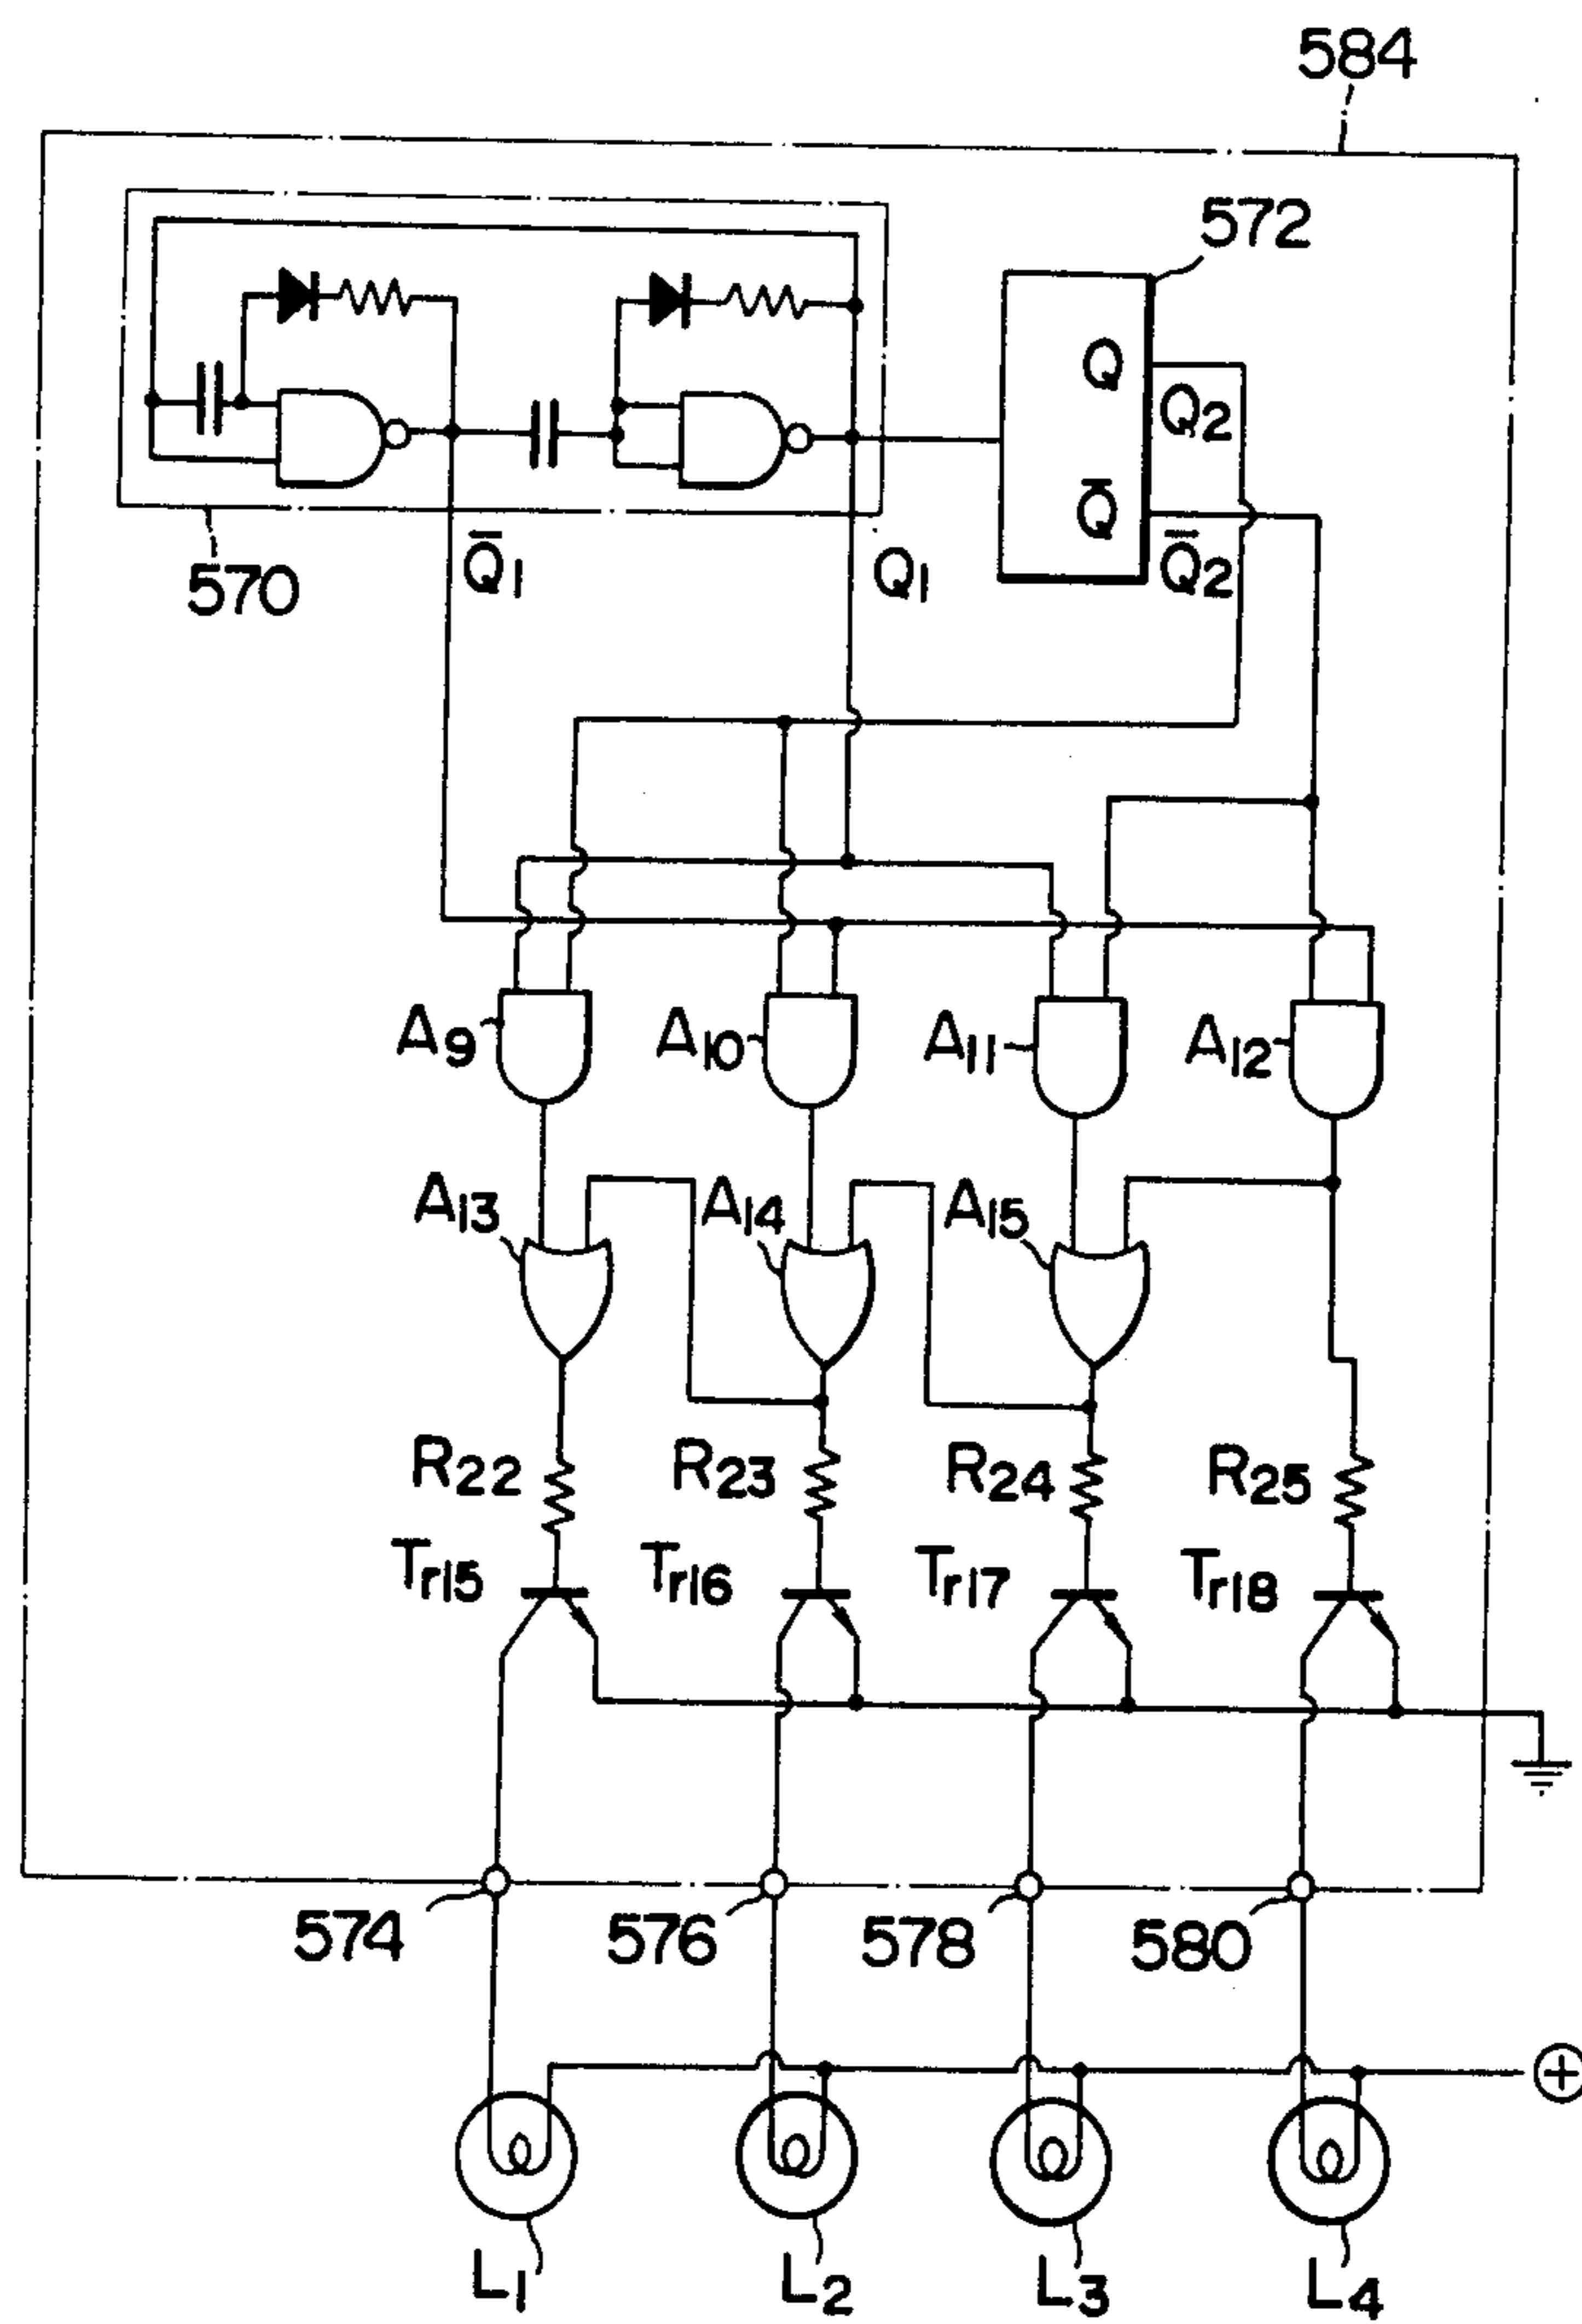 584
572
Q
Q2
Q̄
Q̄2
570
Q̄1
Q1
A9
A10
A11
A12
A13
A14
A15
R22
R23
R24
R25
Tr15
Tr16
Tr17
Tr18
574
576
578
580
+
L1
L2
L3
L4